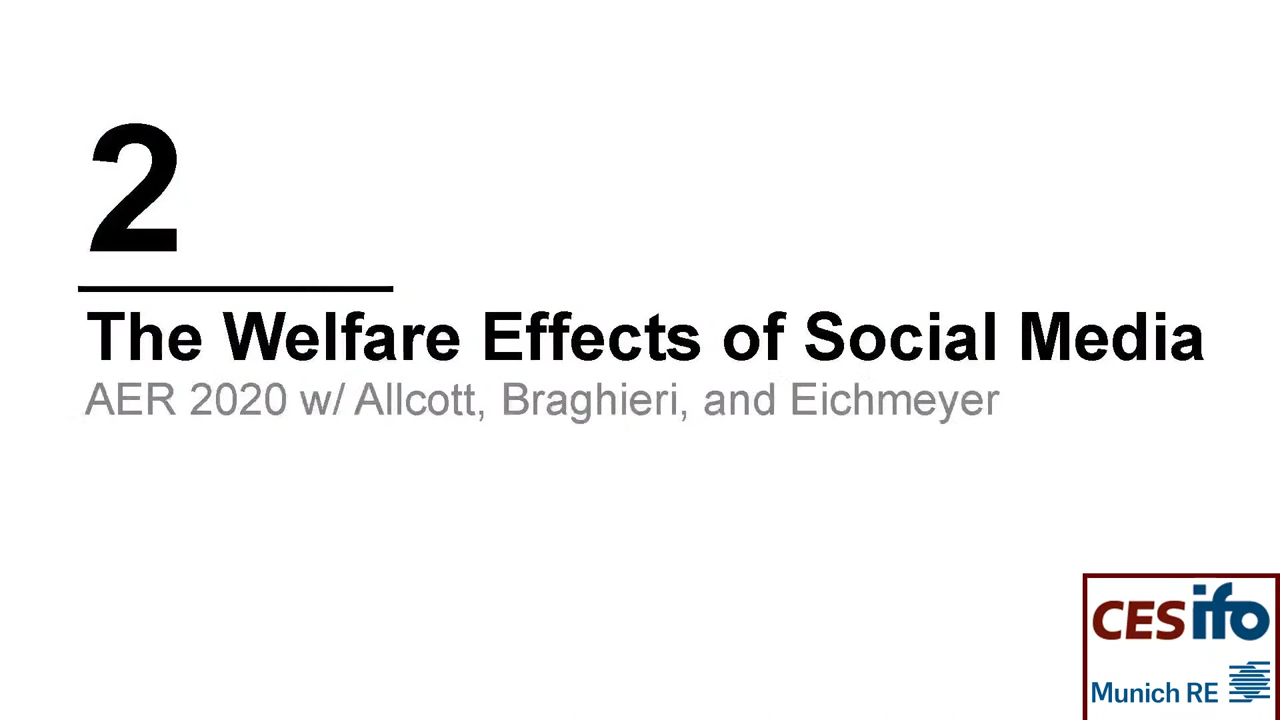 2
The Welfare Effects of Social Media
AER 2020 w/ Allcott, Braghieri, and Eichmeyer
CESifo
Munich RE